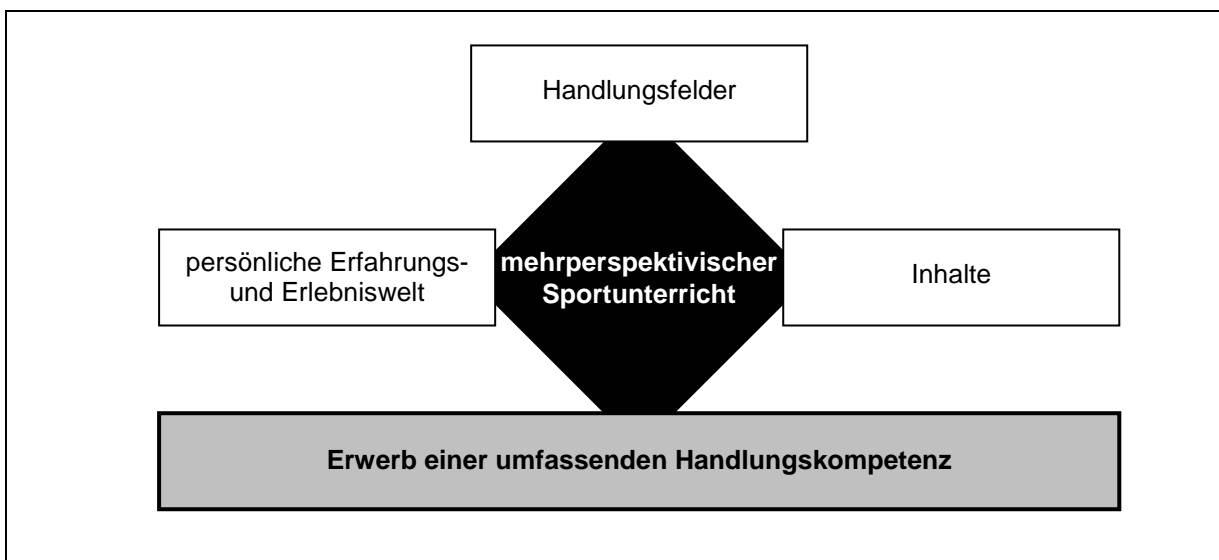 Handlungsfelder
persönliche Erfahrungs-
und Erlebniswelt
mehrperspektivischer
Sportunterricht
Inhalte
Erwerb einer umfassenden Handlungskompetenz